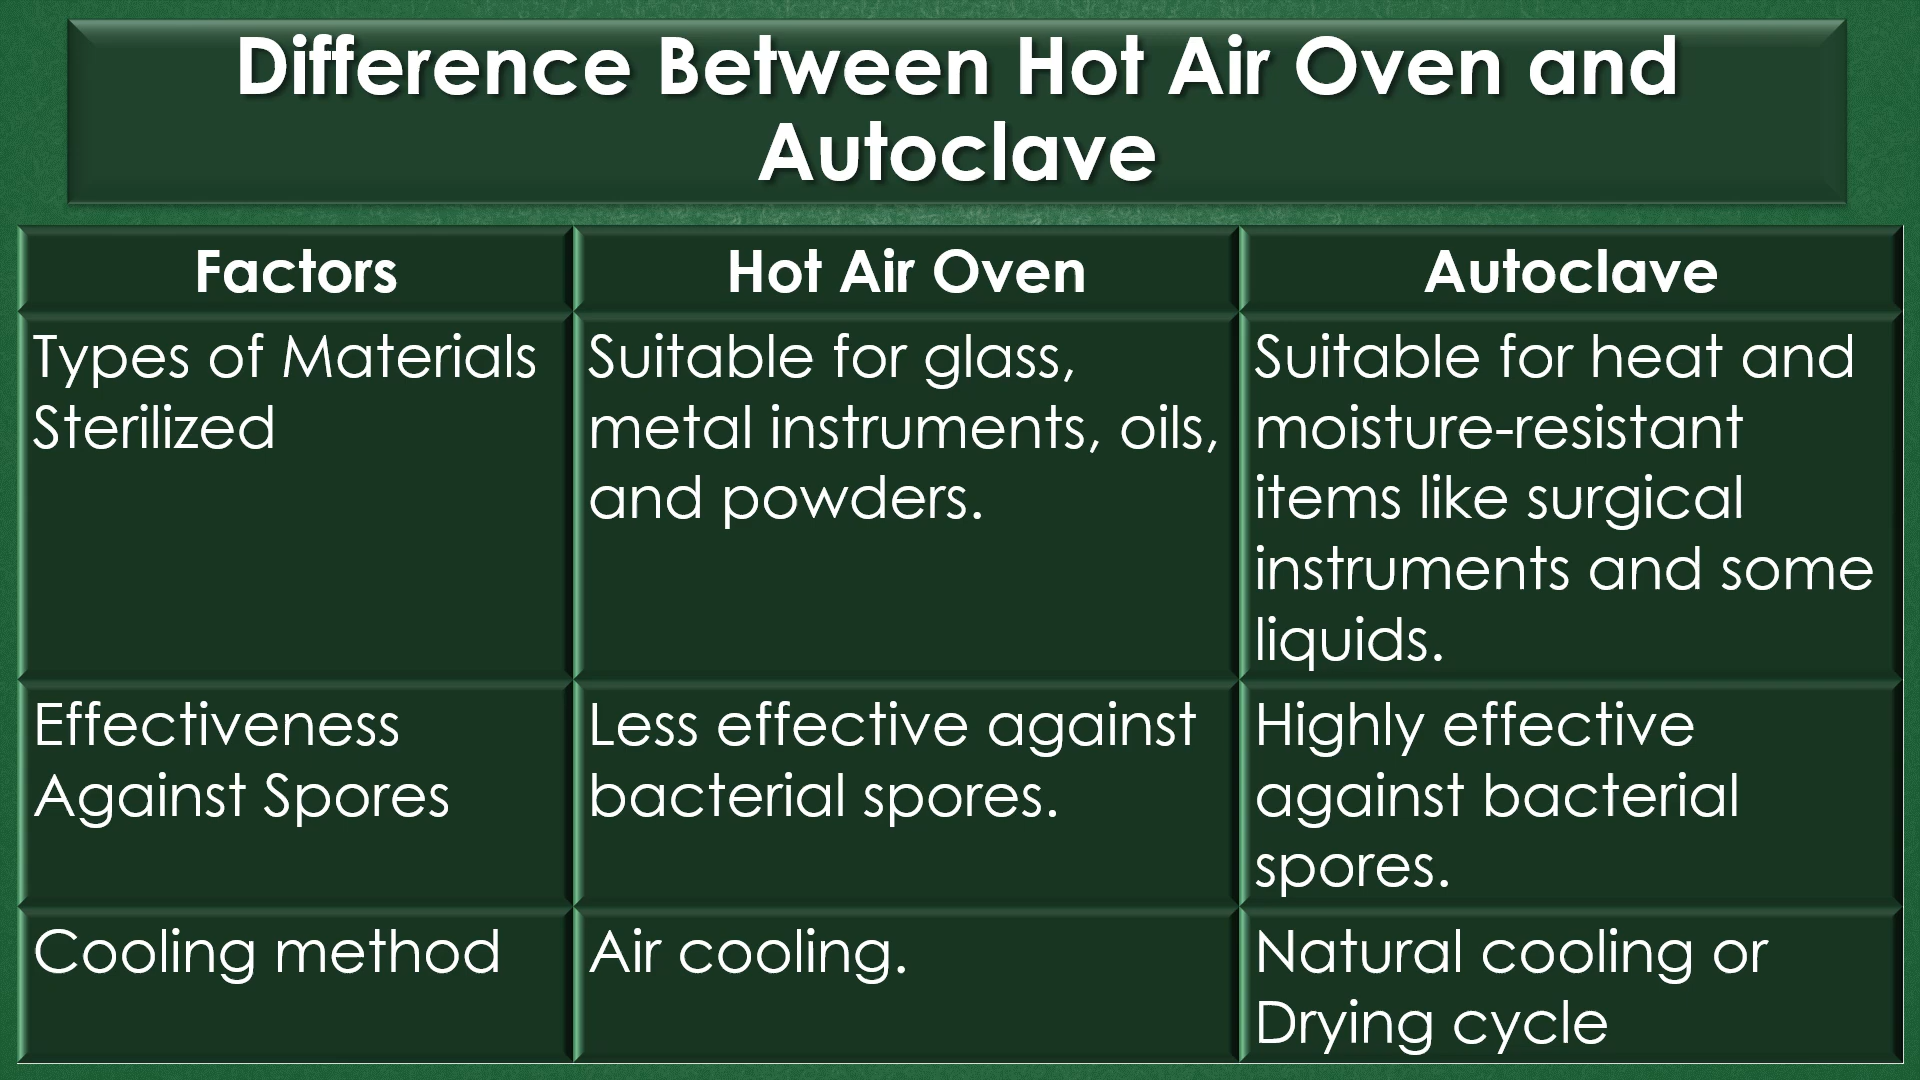 Difference Between Hot Air Oven and
Autoclave
Factors
Hot Air Oven
Autoclave
Types of Materials
Sterilized
Suitable for glass,
metal instruments, oils,
and powders.
Suitable for heat and
moisture-resistant
items like surgical
instruments and some
liquids.
Effectiveness
Against Spores
Less effective against
bacterial spores.
Highly effective
against bacterial
spores.
Cooling method
Air cooling.
Natural cooling or
Drying cycle